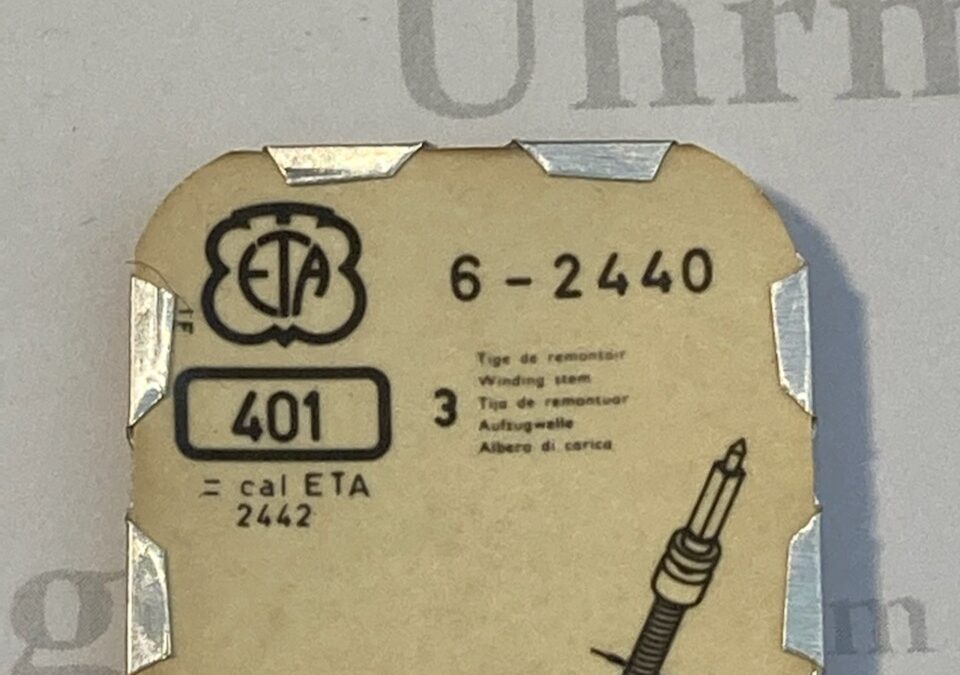 Uhrm
ETA
6-2440
401
3
Tige de remontoir
Winding stem
Tija de remontuar
Aufzugwelle
Albero di carica
= cal ETA
2442
g
m